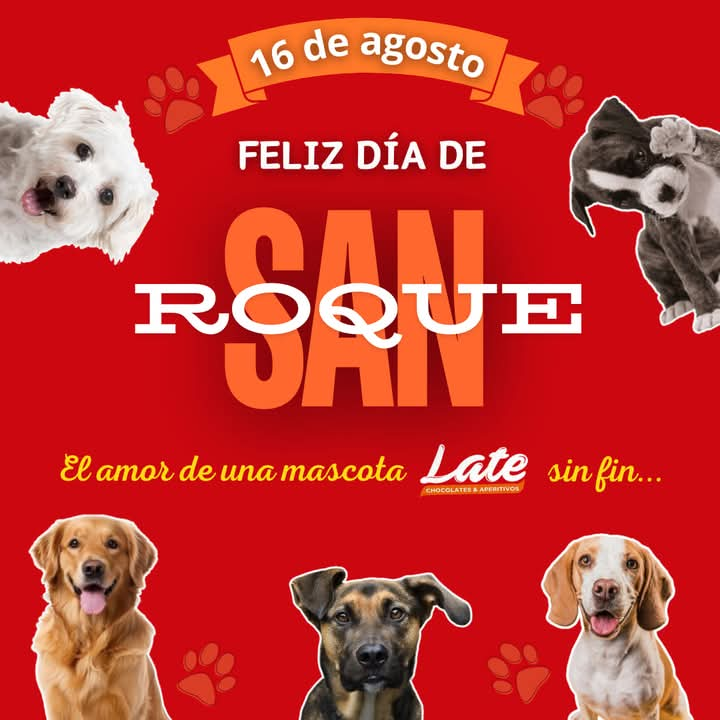 16 de agosto
FELIZ DÍA DE
SAN
ROQUE
El amor de una mascota Late sin fin...
CHOCOLATES & APERITIVOS